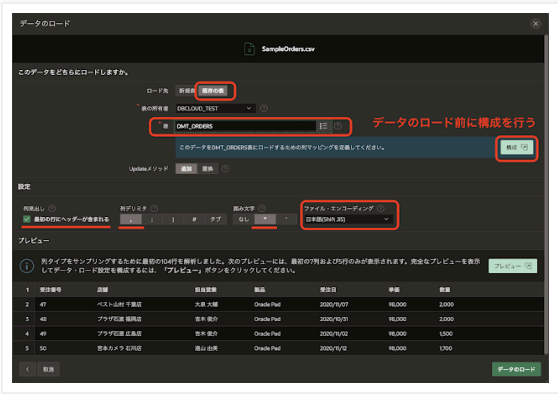 データのロード
SampleOrders.csv
このデータをどちらにロードしますか。
ロード先 新規表 既存の表
* 表の所有者 DBCLOUD_TEST
* 表 DMT_ORDERS
データのロード前に構成を行う
このデータをDMT_ORDERS表にロードするための列マッピングを定義してください。
構成
Updateメソッド 追加 置換
設定
列見出し 列デリミタ 囲み文字 ファイル・エンコーディング
最初の行にヘッダーが含まれる , ; | # タブ なし " ' 日本語(Shift JIS)
プレビュー
列タイプをサンプリングするために最初の104行を解析しました。次のプレビューには、最初の7列および5行のみが表示されます。完全なプレビューを表示
してデータ・ロード設定を構成するには、「プレビュー」ボタンをクリックしてください。
プレビュー
1 受注番号 店舗 担当営業 製品 受注日 単価 数量
2 47 ベスト山村 千葉店 大泉 大輔 Oracle Pad 2020/11/07 98,000 2,000
3 48 プラザ石渡 福岡店 吉木 俊介 Oracle Pad 2020/10/31 98,000 2,000
4 49 プラザ石渡 広島店 吉木 俊介 Oracle Pad 2020/11/02 98,000 1,500
5 50 宮本カメラ 石川店 遠山 由美 Oracle Pad 2020/11/12 98,000 1,700
取消
データのロード